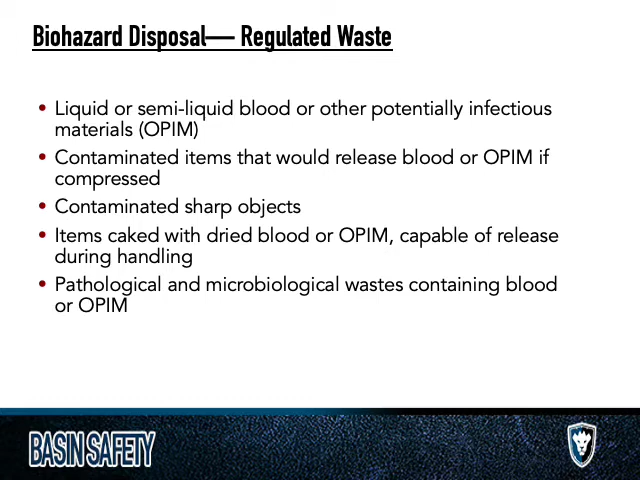 Biohazard Disposal— Regulated Waste
• Liquid or semi-liquid blood or other potentially infectious
materials (OPIM)
• Contaminated items that would release blood or OPIM if
compressed
• Contaminated sharp objects
• Items caked with dried blood or OPIM, capable of release
during handling
• Pathological and microbiological wastes containing blood
or OPIM
BASIN SAFETY